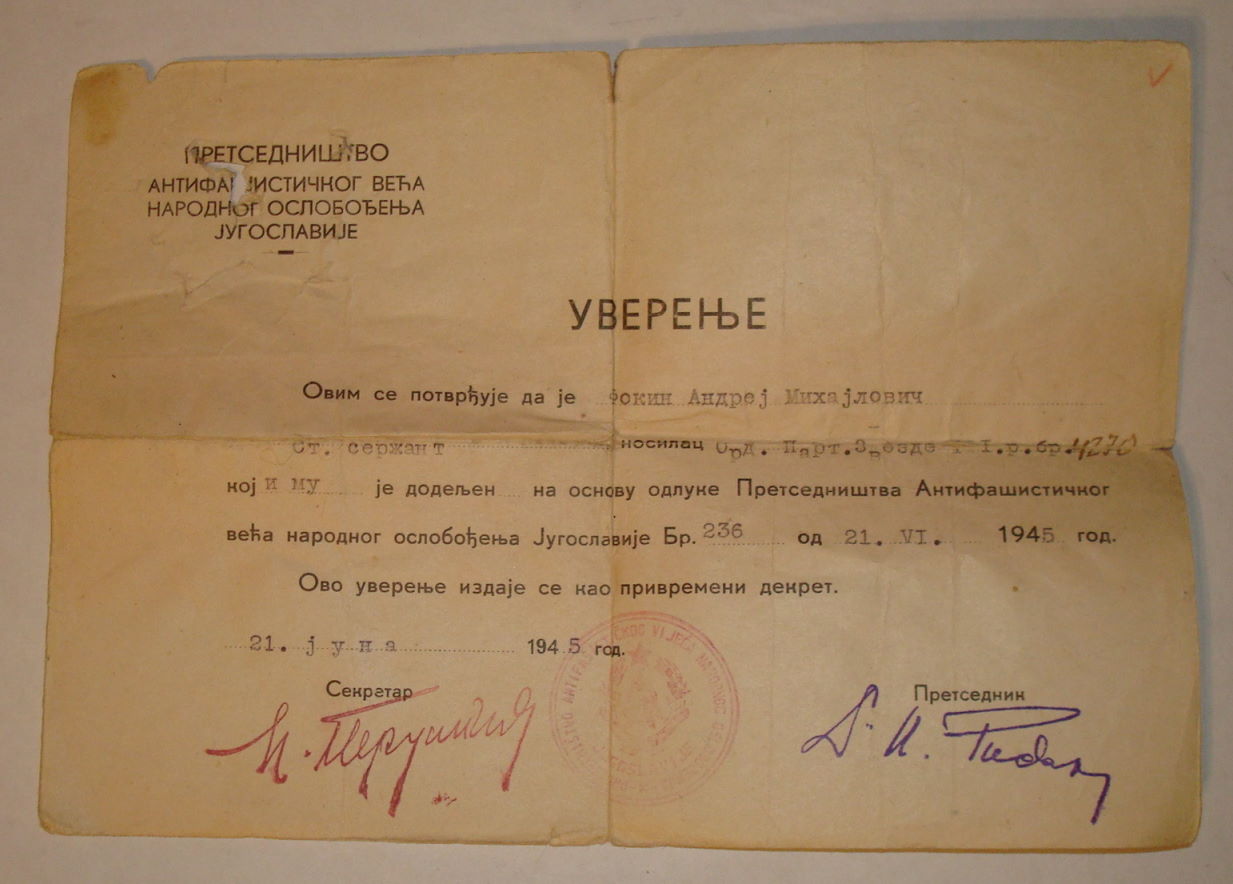 ПРЕТСЕДНИШТВО
АНТИФАШИСТИЧКОГ ВЕЋА
НАРОДНОГ ОСЛОБОЂЕЊА
ЈУГОСЛАВИЈЕ
УВЕРЕЊЕ
Овим се потврђује да је Фокин Андреј Михајлович
Ст. сержант носилац Орд. Парт. Звезде I.р.бр. 4270
који му је додељен на основу одлуке Претседништва Антифашистичког
већа народног ослобођења Југославије Бр. 236 од 21. VI. 1945 год.
Ово уверење издаје се као привремени декрет.
21. јуна 1945 год.
Секретар Претседник